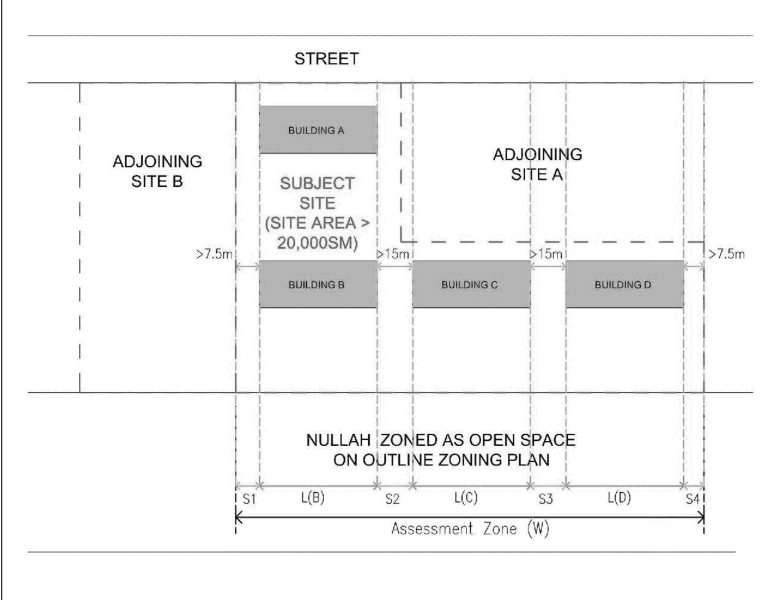 STREET
BUILDING A
ADJOINING
SITE B
ADJOINING
SITE A
SUBJECT
SITE
(SITE AREA >
20,000SM)
>7.5m
>15m
>15m
>7.5m
BUILDING B
BUILDING C
BUILDING D
NULLAH ZONED AS OPEN SPACE
ON OUTLINE ZONING PLAN
S1
L(B)
S2
L(C)
S3
L(D)
S4
Assessment Zone (W)